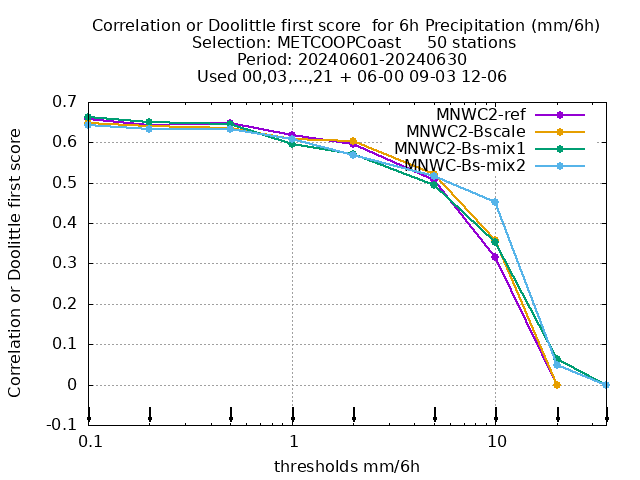 Correlation or Doolittle first score  for 6h Precipitation (mm/6h)
Selection: METCOOPCoast     50 stations
Period: 20240601-20240630
Used 00,03,...,21 + 06-00 09-03 12-06
Correlation or Doolittle first score
0.7
0.6
0.5
0.4
0.3
0.2
0.1
0
-0.1
MNWC2-ref
MNWC2-Bscale
MNWC2-Bs-mix1
MNWC-Bs-mix2
0.1
1
10
thresholds mm/6h